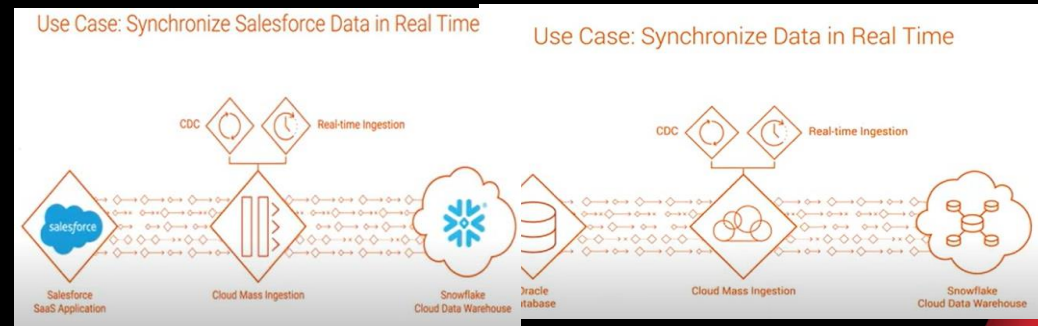 Use Case: Synchronize Salesforce Data in Real Time
CDC
Real-time Ingestion
salesforce
Salesforce
SaaS Application
Cloud Mass Ingestion
Snowflake
Cloud Data Warehouse
Use Case: Synchronize Data in Real Time
CDC
Real-time Ingestion
Oracle
tabase
Cloud Mass Ingestion
Snowflake
Cloud Data Warehouse